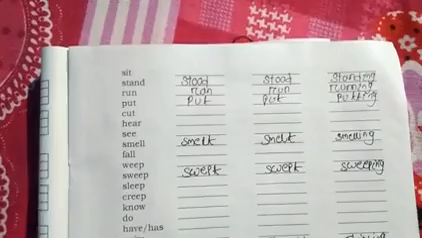 sit
stand stood stood standing
run ran run running
put put put putting
cut
hear
see
smell smelt smelt smelling
fall
weep
sweep swept swept sweeping
sleep
creep
know
do
have/has